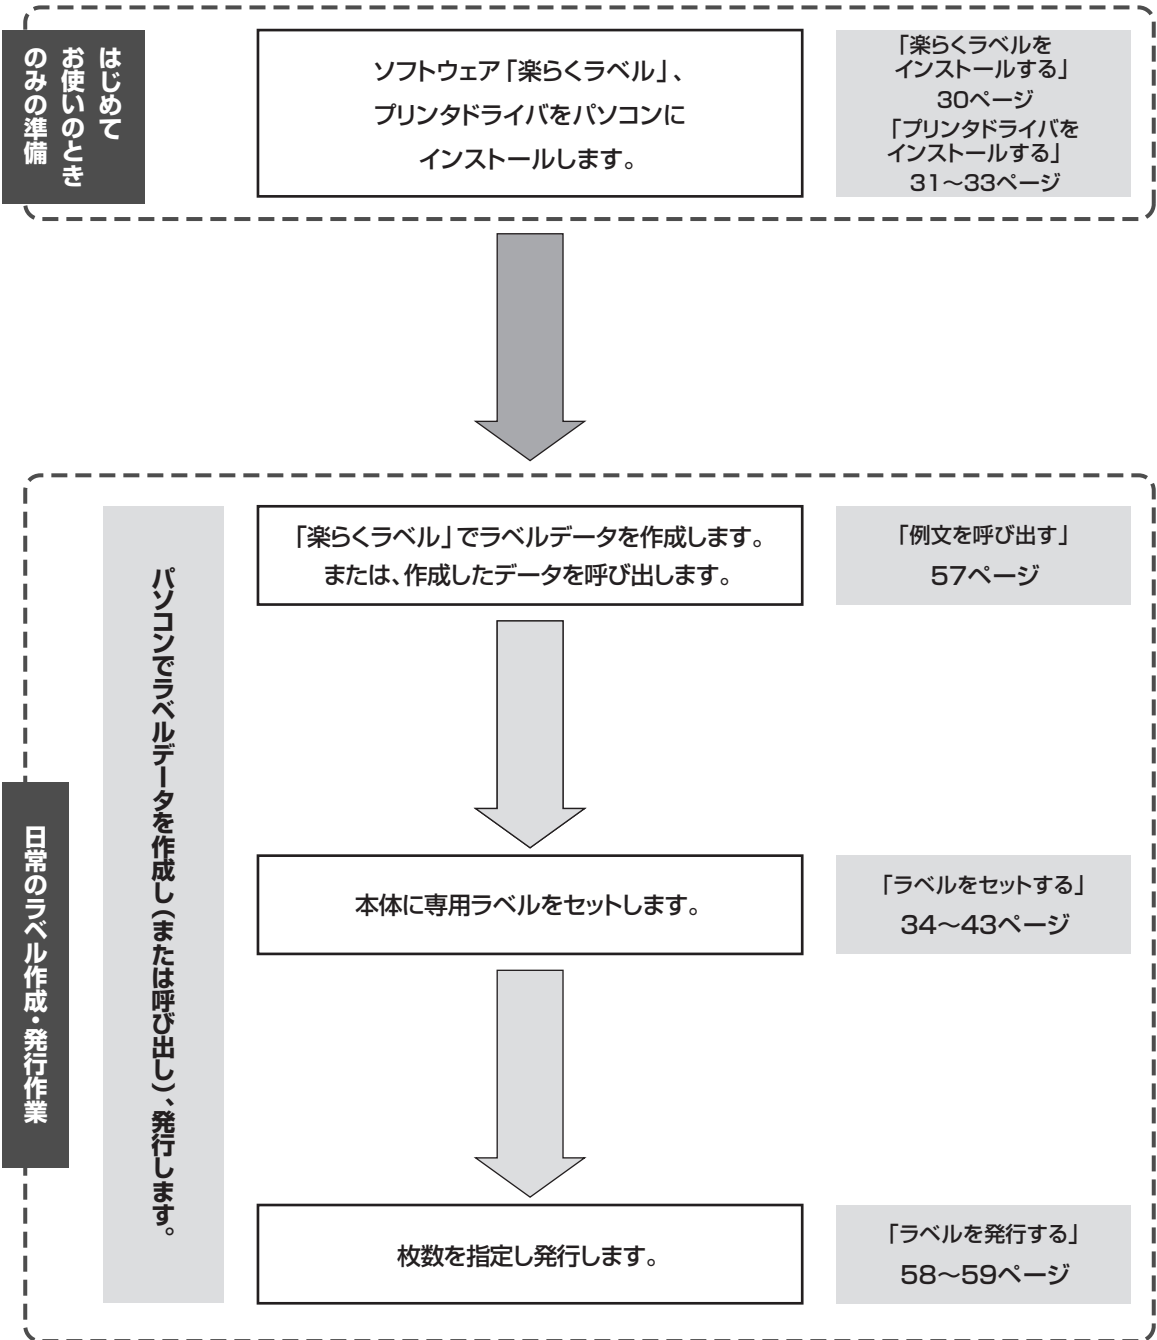 はじめて
お使いのとき
のみの準備
ソフトウェア「楽らくラベル」、
プリンタドライバをパソコンに
インストールします。
「楽らくラベルを
インストールする」
30ページ
「プリンタドライバを
インストールする」
31〜33ページ
日常のラベル作成・発行作業
パソコンでラベルデータを作成し(または呼び出し)、発行します。
「楽らくラベル」でラベルデータを作成します。
または、作成したデータを呼び出します。
「例文を呼び出す」
57ページ
本体に専用ラベルをセットします。
「ラベルをセットする」
34〜43ページ
枚数を指定し発行します。
「ラベルを発行する」
58〜59ページ